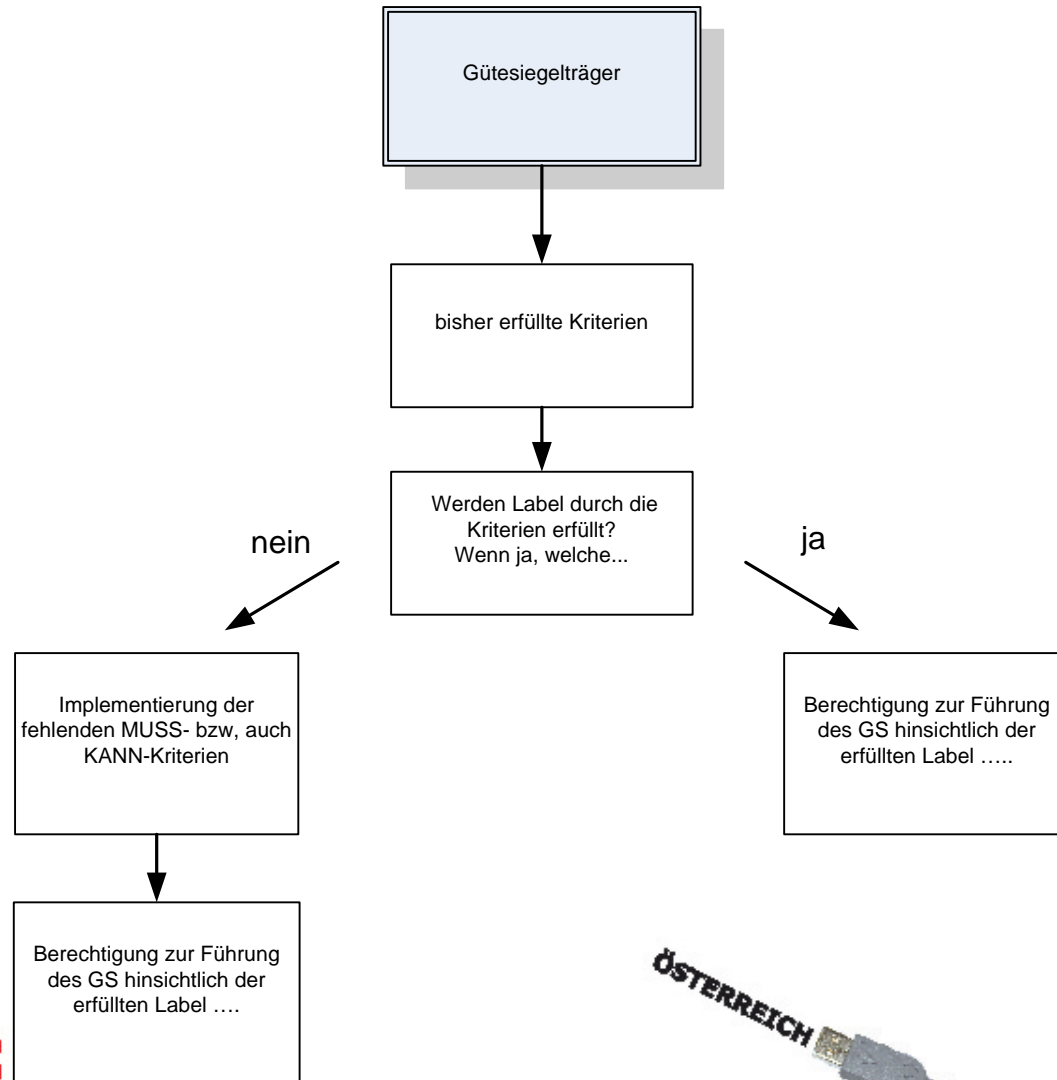 Gütesiegelträger
bisher erfüllte Kriterien
Werden Label durch die
Kriterien erfüllt?
Wenn ja, welche...
nein
ja
Implementierung der
fehlenden MUSS- bzw, auch
KANN-Kriterien
Berechtigung zur Führung
des GS hinsichtlich der
erfüllten Label …..
Berechtigung zur Führung
des GS hinsichtlich der
erfüllten Label ….
ÖSTERREICH